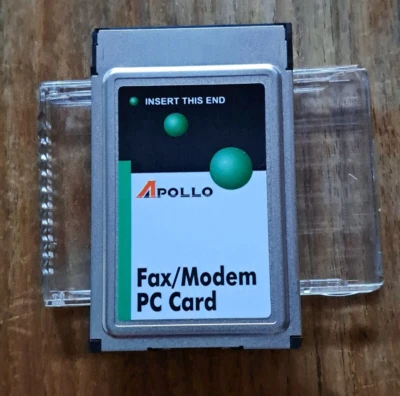 INSERT THIS END
APOLLO
Fax/Modem
PC Card